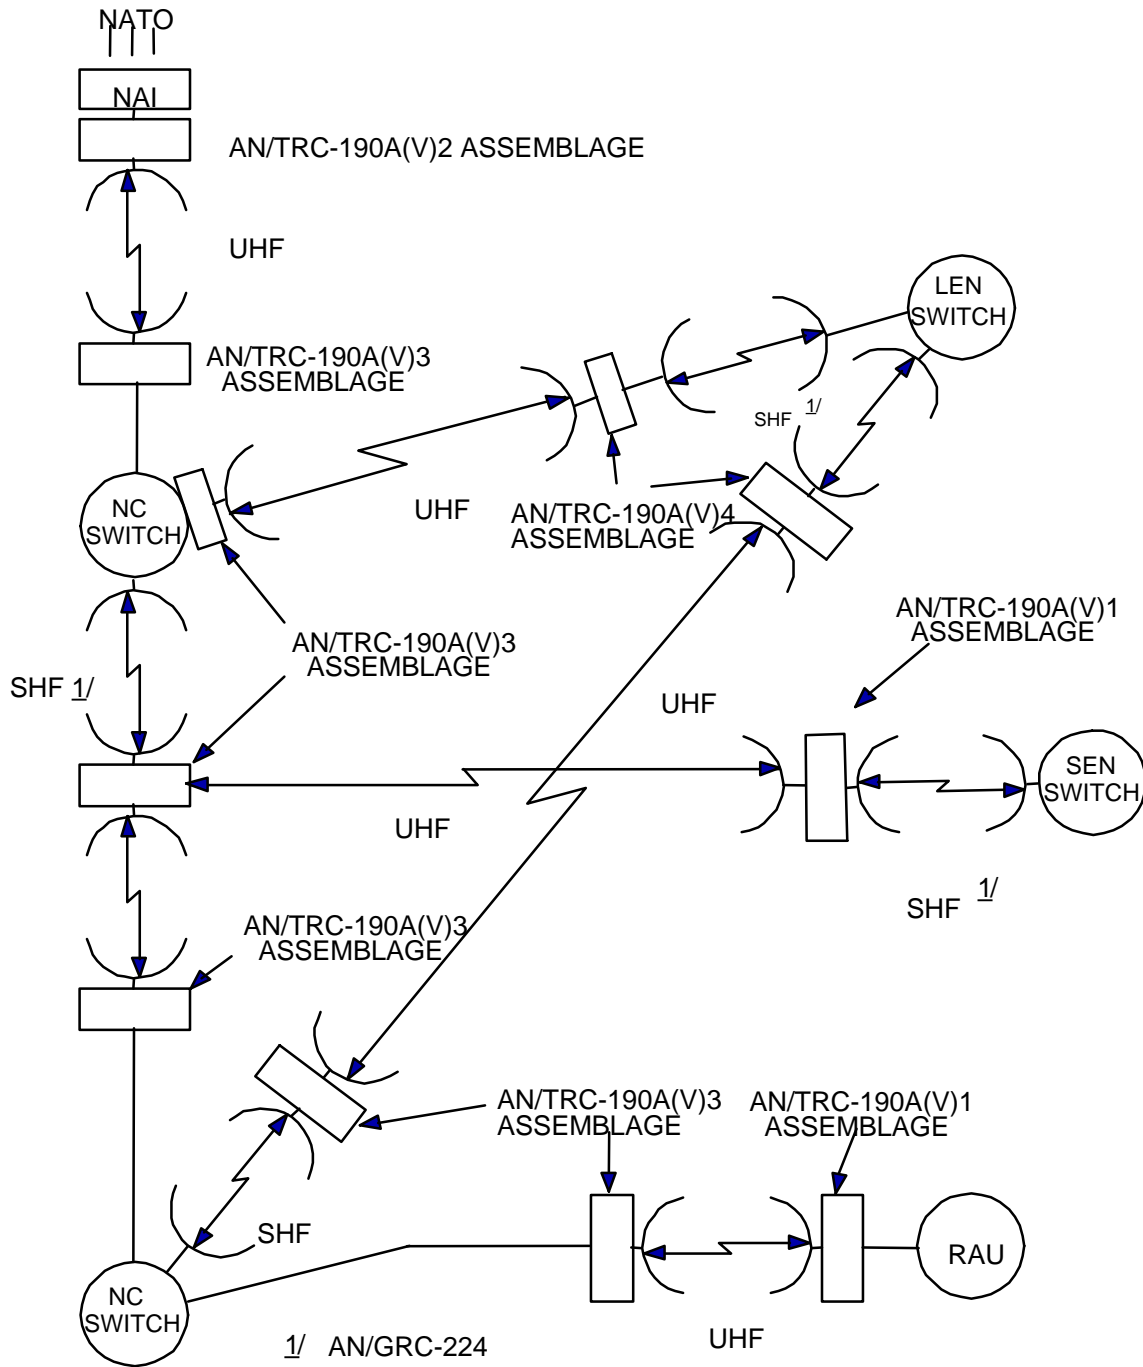 NATO
NAI
AN/TRC-190A(V)2 ASSEMBLAGE
UHF
LEN
SWITCH
AN/TRC-190A(V)3
ASSEMBLAGE
SHF 1/
NC
SWITCH
UHF
AN/TRC-190A(V)4
ASSEMBLAGE
AN/TRC-190A(V)1
ASSEMBLAGE
AN/TRC-190A(V)3
ASSEMBLAGE
SHF 1/
UHF
SEN
SWITCH
UHF
SHF 1/
AN/TRC-190A(V)3
ASSEMBLAGE
AN/TRC-190A(V)3
ASSEMBLAGE
AN/TRC-190A(V)1
ASSEMBLAGE
SHF
RAU
NC
SWITCH
1/ AN/GRC-224
UHF